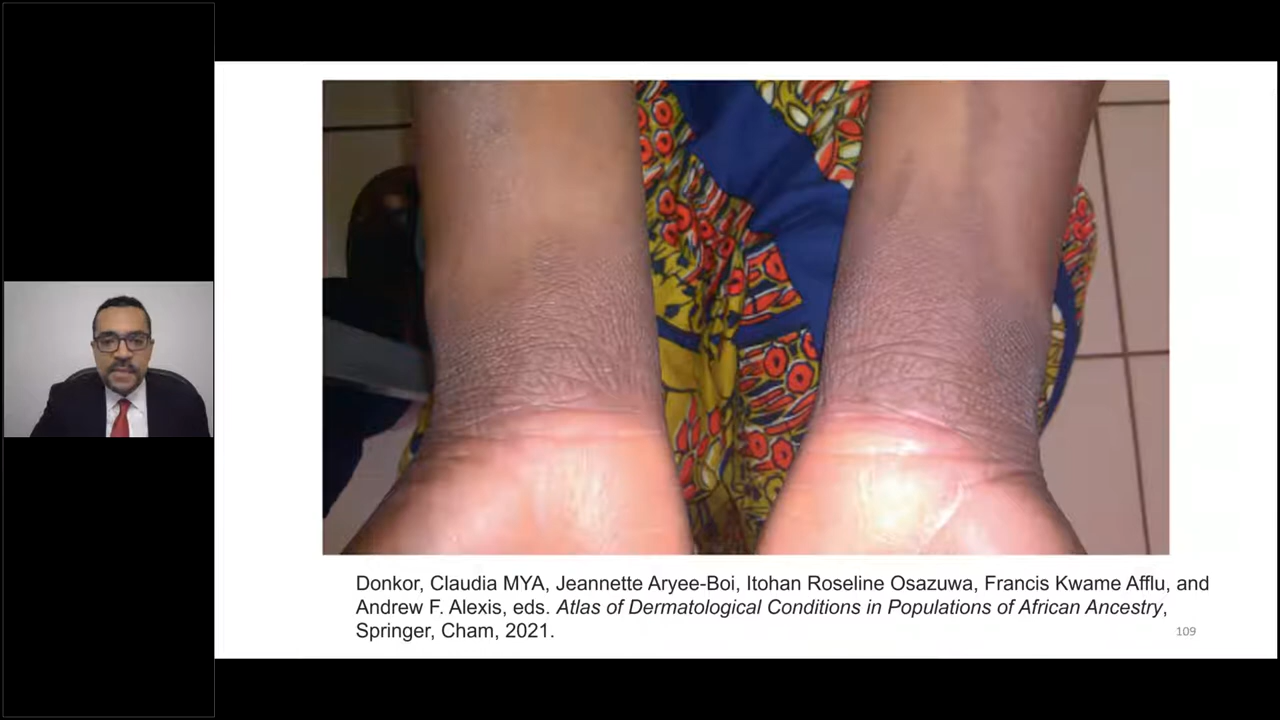 Donkor, Claudia MYA, Jeannette Aryee-Boi, Itohan Roseline Osazuwa, Francis Kwame Afflu, and
Andrew F. Alexis, eds. Atlas of Dermatological Conditions in Populations of African Ancestry,
Springer, Cham, 2021.
109